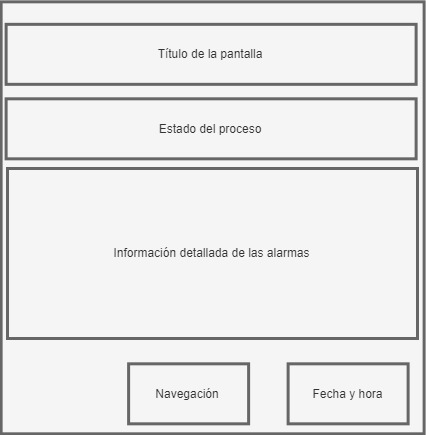 Título de la pantalla
Estado del proceso
Información detallada de las alarmas
Navegación
Fecha y hora